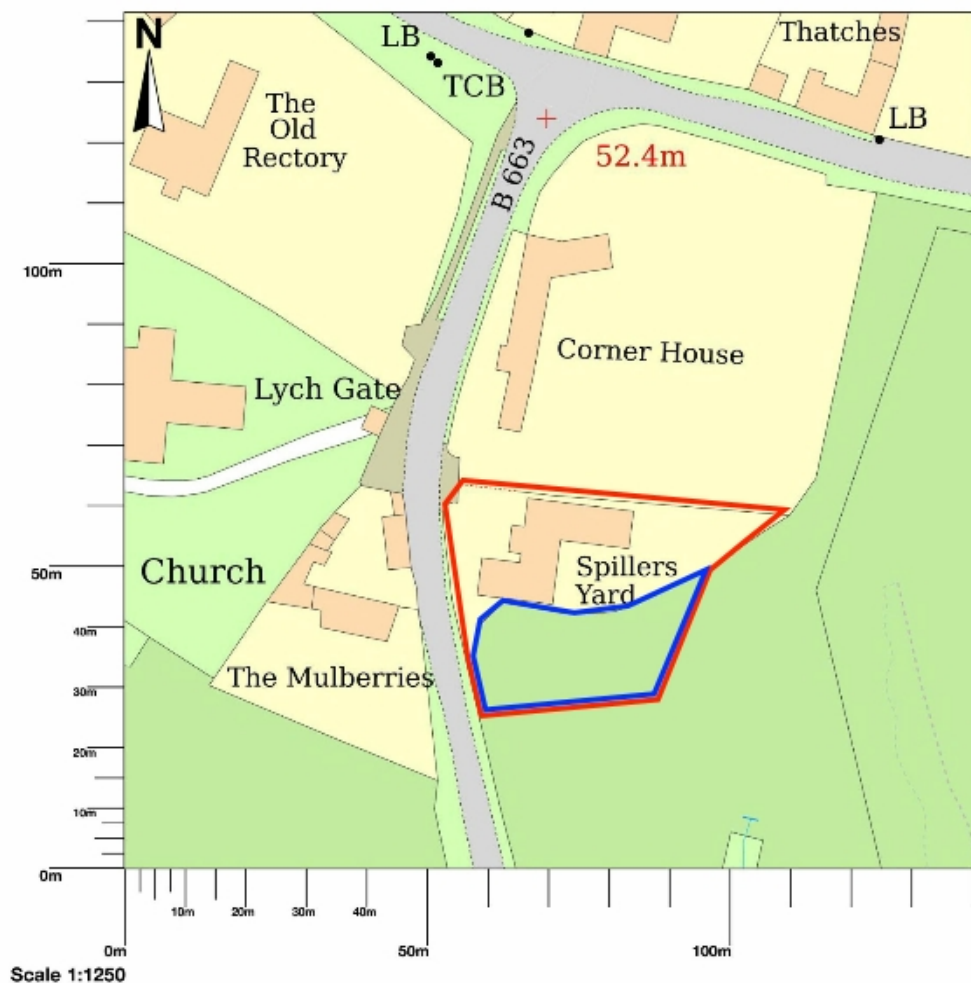 N
LB
TCB
Thatches
LB
The
Old
Rectory
B 663
52.4m
100m
Corner House
Lych Gate
50m
Church
Spillers
Yard
40m
30m
The Mulberries
20m
10m
0m
10m
20m
30m
40m
0m
50m
100m
Scale 1:1250